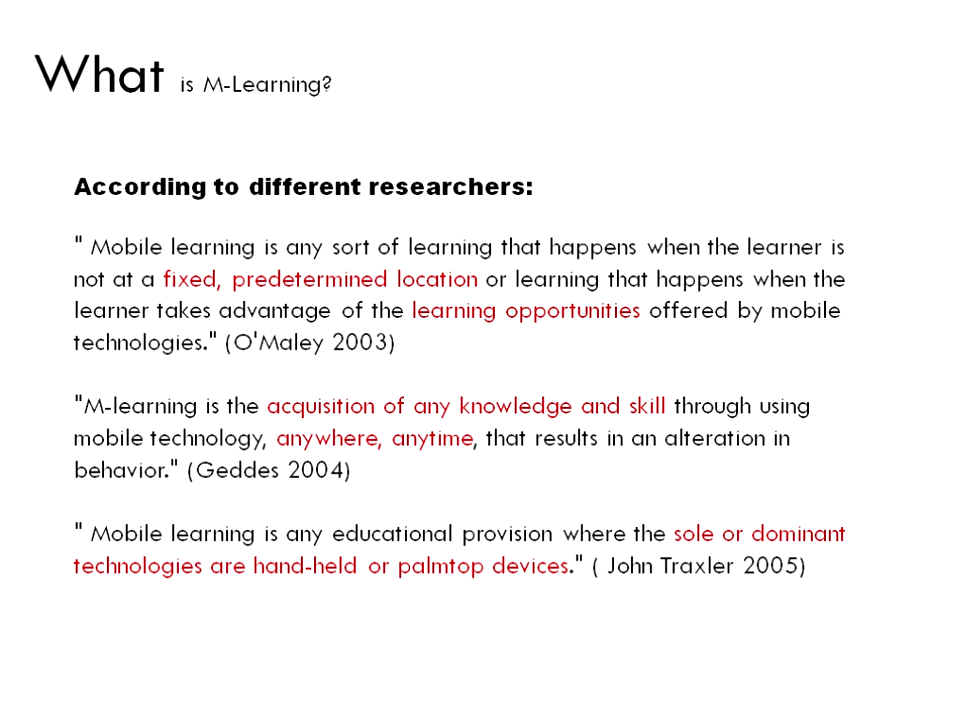 What is M-Learning?
According to different researchers:
" Mobile learning is any sort of learning that happens when the learner is
not at a fixed, predetermined location or learning that happens when the
learner takes advantage of the learning opportunities offered by mobile
technologies." (O'Maley 2003)
"M-learning is the acquisition of any knowledge and skill through using
mobile technology, anywhere, anytime, that results in an alteration in
behavior." (Geddes 2004)
" Mobile learning is any educational provision where the sole or dominant
technologies are hand-held or palmtop devices." ( John Traxler 2005)